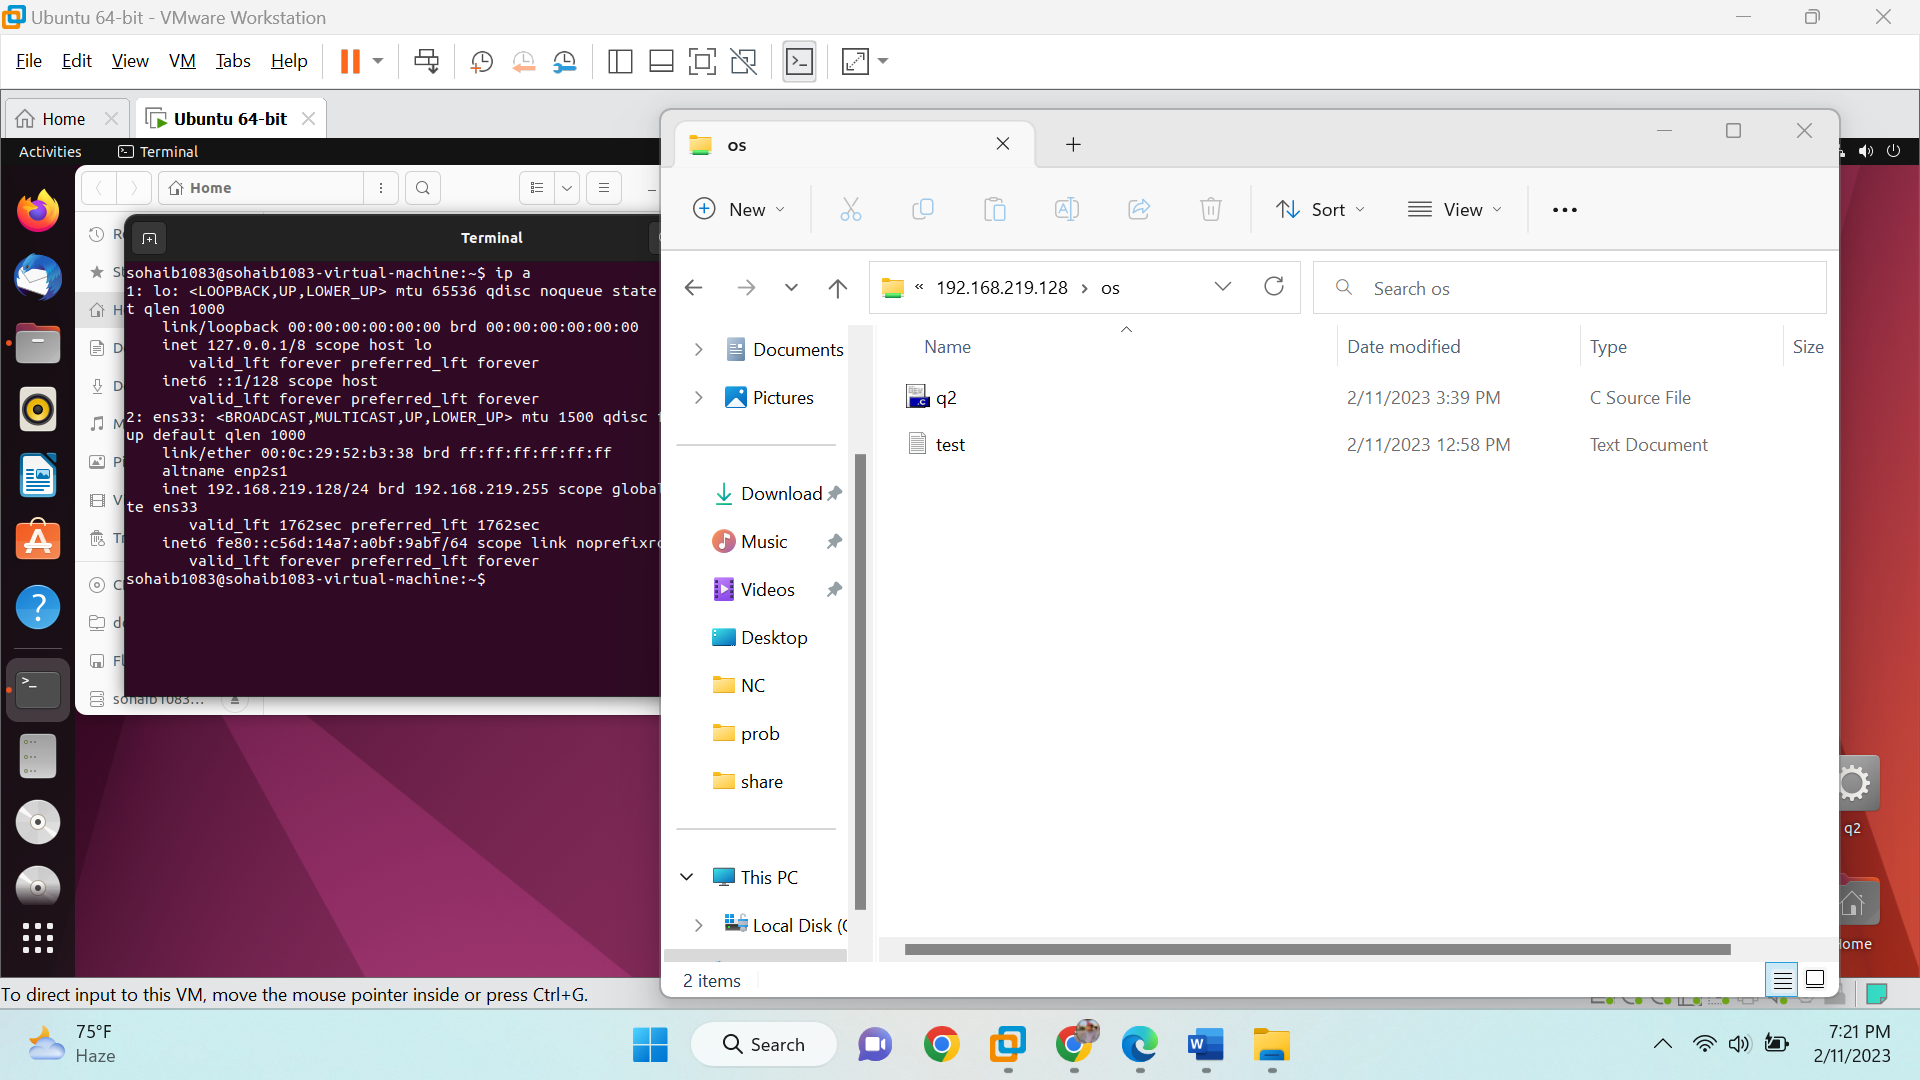 Ubuntu 64-bit - VMware Workstation
File Edit View VM Tabs Help
Home
Ubuntu 64-bit
Activities
Terminal
Home
Terminal
sohaib1083@sohaib1083-virtual-machine:~$ ip a
1: lo: <LOOPBACK,UP,LOWER_UP> mtu 65536 qdisc noqueue state
t qlen 1000
link/loopback 00:00:00:00:00:00 brd 00:00:00:00:00:00
inet 127.0.0.1/8 scope host lo
valid_lft forever preferred_lft forever
inet6 ::1/128 scope host
valid_lft forever preferred_lft forever
2: ens33: <BROADCAST,MULTICAST,UP,LOWER_UP> mtu 1500 qdisc
up default qlen 1000
link/ether 00:0c:29:52:b3:38 brd ff:ff:ff:ff:ff:ff
altname enp2s1
inet 192.168.219.128/24 brd 192.168.219.255 scope global
te ens33
valid_lft 1762sec preferred_lft 1762sec
inet6 fe80::c56d:14a7:a0bf:9abf/64 scope link noprefixro
valid_lft forever preferred_lft forever
sohaib1083@sohaib1083-virtual-machine:~$
sohaib1083...
os
New
Sort
View
« 192.168.219.128 › os
Search os
Documents
Pictures
Download
Music
Videos
Desktop
NC
prob
share
This PC
Local Disk (
Name Date modified Type Size
q2 2/11/2023 3:39 PM C Source File
test 2/11/2023 12:58 PM Text Document
2 items
q2
Home
To direct input to this VM, move the mouse pointer inside or press Ctrl+G.
75°F
Haze
Search
7:21 PM
2/11/2023